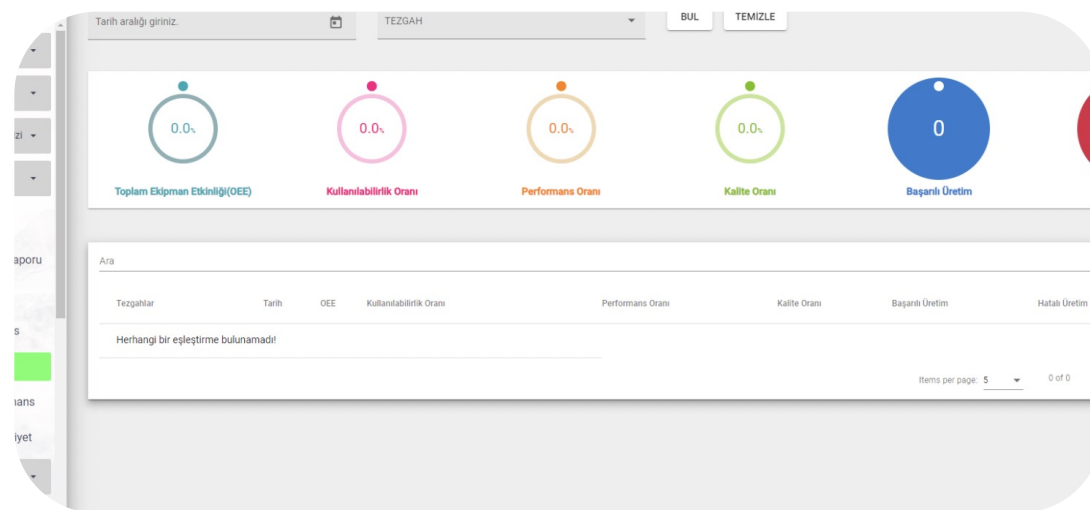 Tarih aralığı giriniz.
TEZGAH
BUL
TEMİZLE
zi
0.0%
0.0%
0.0%
0.0%
0
Toplam Ekipman Etkinliği(OEE)
Kullanılabilirlik Oranı
Performans Oranı
Kalite Oranı
Başarılı Üretim
aporu
s
ans
iyet
Ara
Tezgahlar
Tarih
OEE
Kullanılabilirlik Oranı
Performans Oranı
Kalite Oranı
Başarılı Üretim
Hatalı Üretim
Herhangi bir eşleştirme bulunamadı!
Items per page: 5
0 of 0